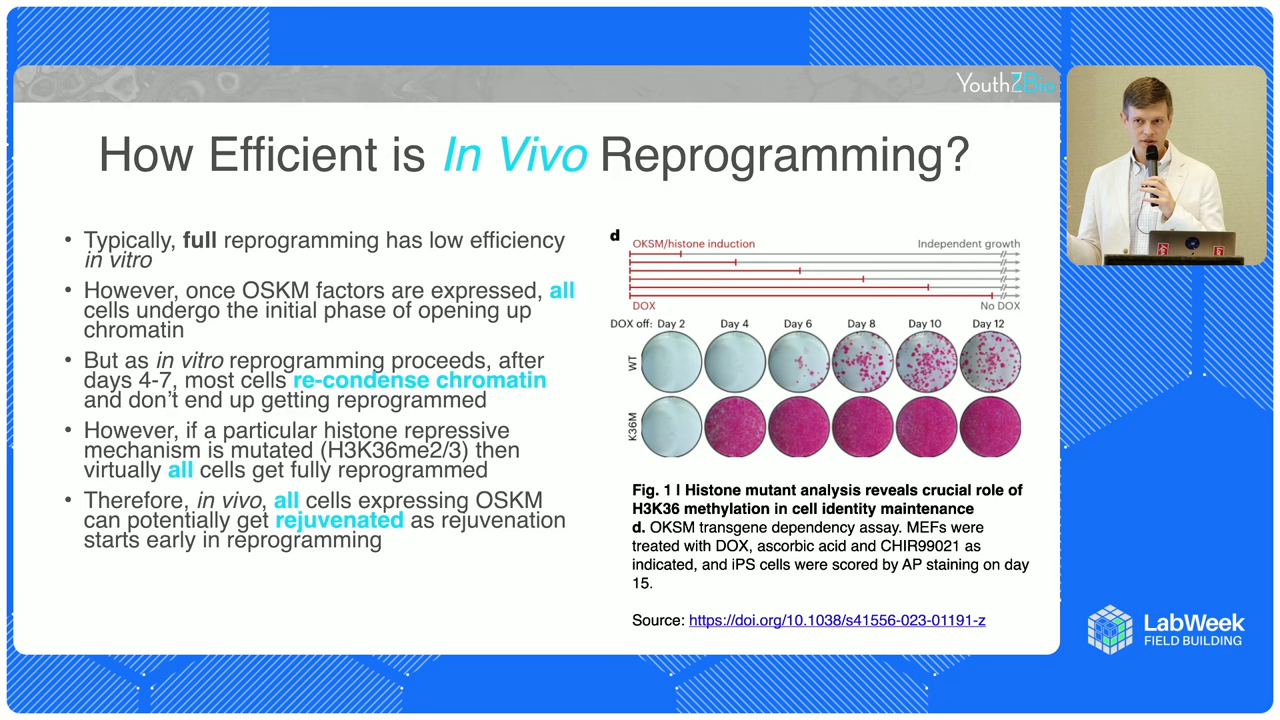 YouthZBio
How Efficient is In Vivo Reprogramming?
• Typically, full reprogramming has low efficiency
in vitro
• However, once OSKM factors are expressed, all
cells undergo the initial phase of opening up
chromatin
• But as in vitro reprogramming proceeds, after
days 4-7, most cells re-condense chromatin
and don't end up getting reprogrammed
• However, if a particular histone repressive
mechanism is mutated (H3K36me2/3) then
virtually all cells get fully reprogrammed
• Therefore, in vivo, all cells expressing OSKM
can potentially get rejuvenated as rejuvenation
starts early in reprogramming
d
OKSM/histone induction Independent growth
DOX No DOX
DOX off: Day 2 Day 4 Day 6 Day 8 Day 10 Day 12
WT
K36M
Fig. 1 | Histone mutant analysis reveals crucial role of
H3K36 methylation in cell identity maintenance
d. OKSM transgene dependency assay. MEFs were
treated with DOX, ascorbic acid and CHIR99021 as
indicated, and iPS cells were scored by AP staining on day
15.
Source: https://doi.org/10.1038/s41556-023-01191-z
LabWeek
FIELD BUILDING